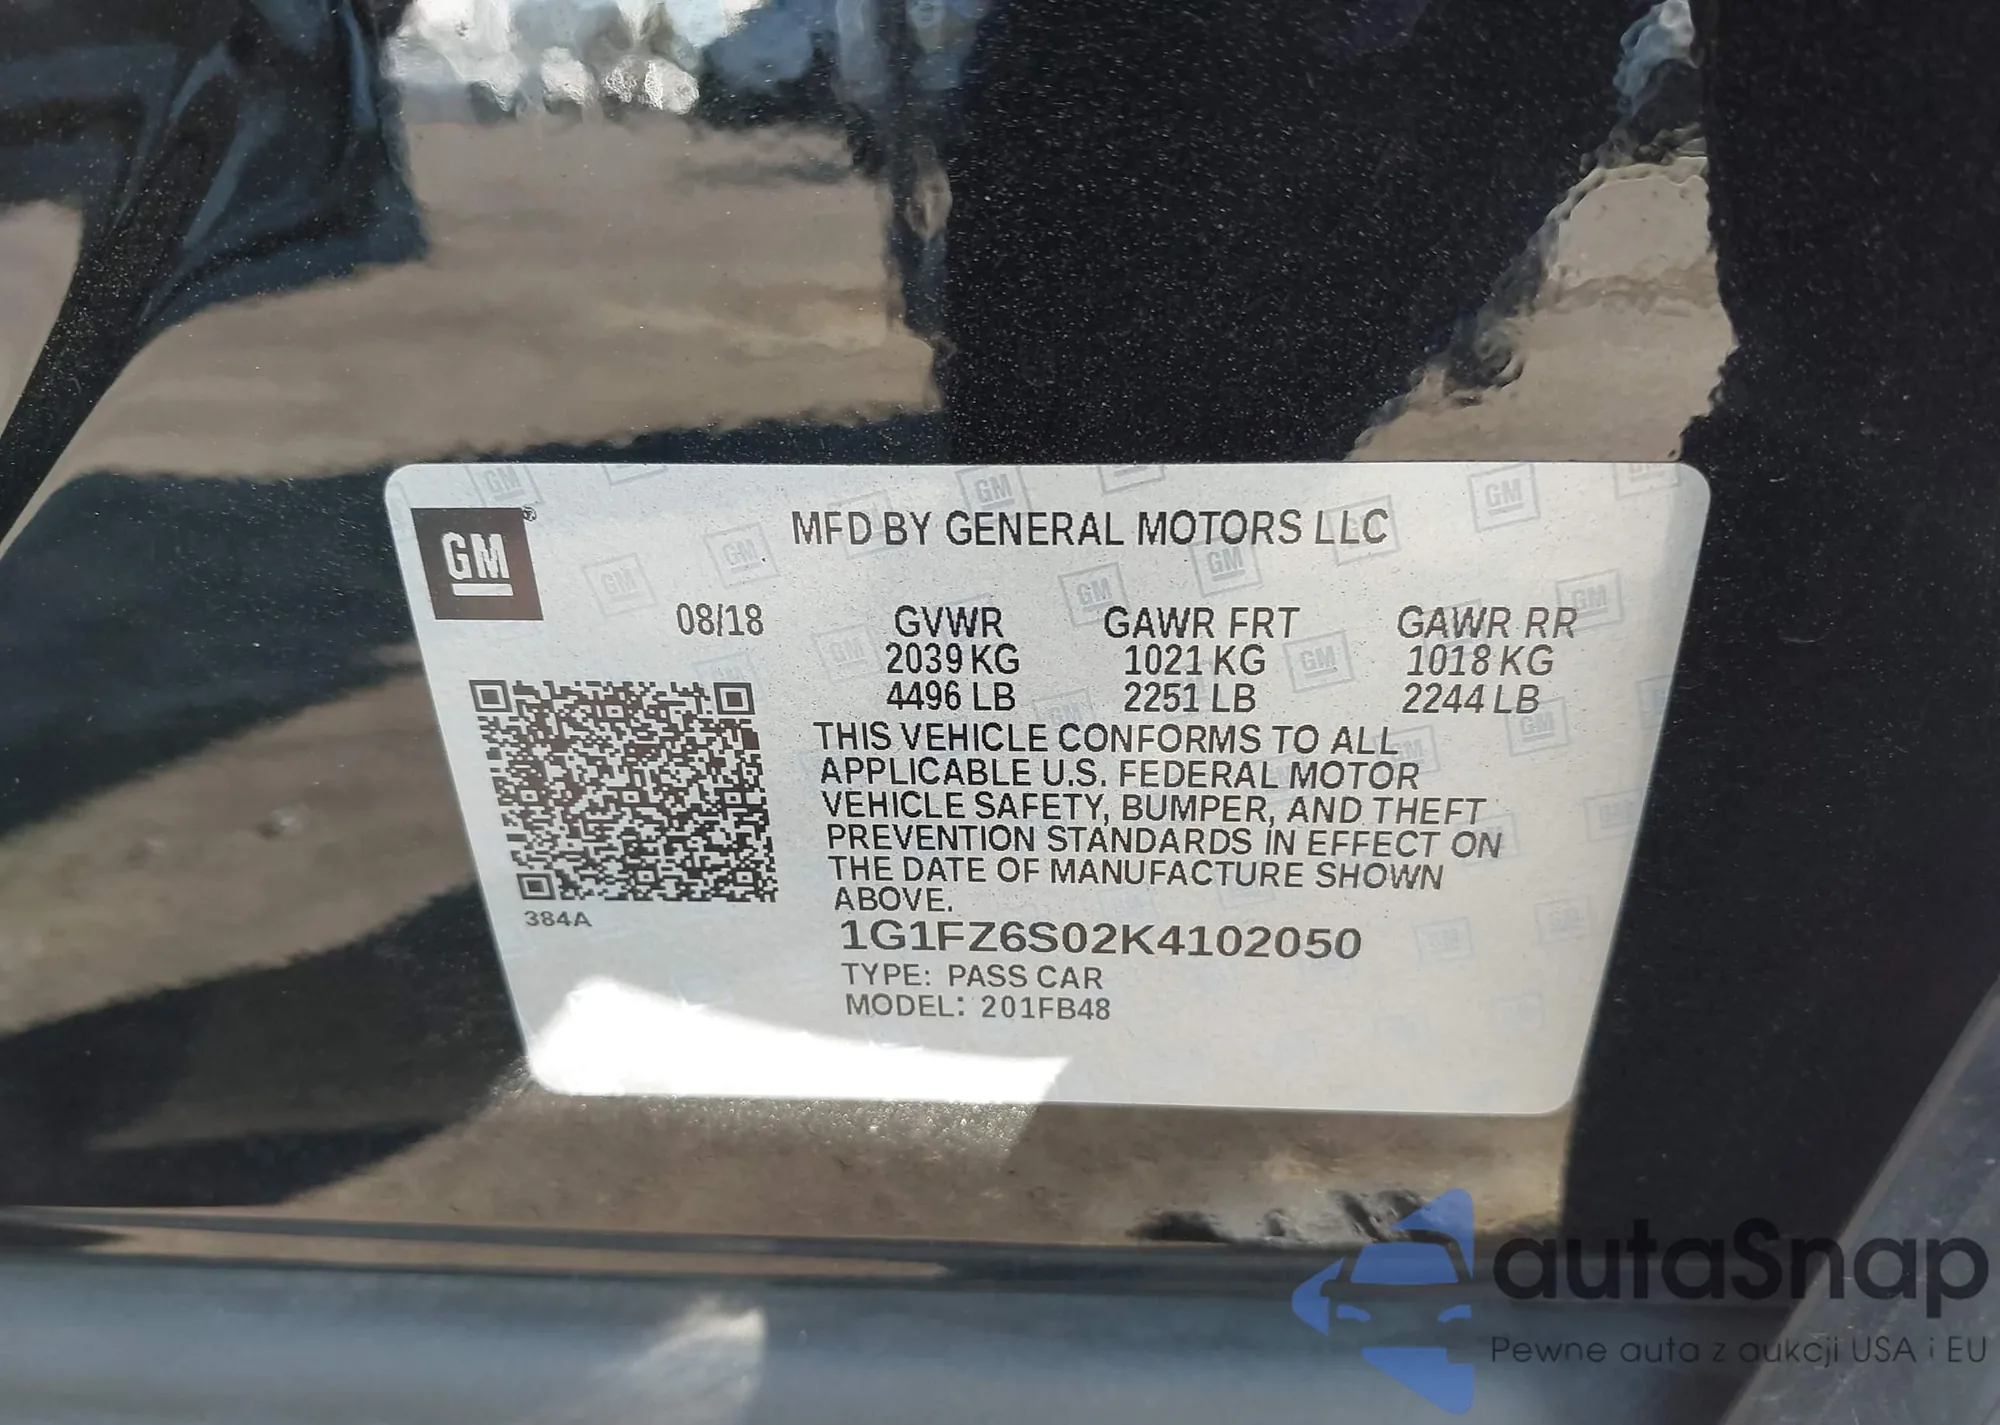 GM
MFD BY GENERAL MOTORS LLC
08/18 GVWR GAWR FRT GAWR RR
2039 KG 1021 KG 1018 KG
4496 LB 2251 LB 2244 LB
THIS VEHICLE CONFORMS TO ALL
APPLICABLE U.S. FEDERAL MOTOR
VEHICLE SAFETY, BUMPER, AND THEFT
PREVENTION STANDARDS IN EFFECT ON
THE DATE OF MANUFACTURE SHOWN
ABOVE.
384A
1G1FZ6S02K4102050
TYPE: PASS CAR
MODEL: 201FB48
autaSnap
Pewne auta z aukcji USA i EU